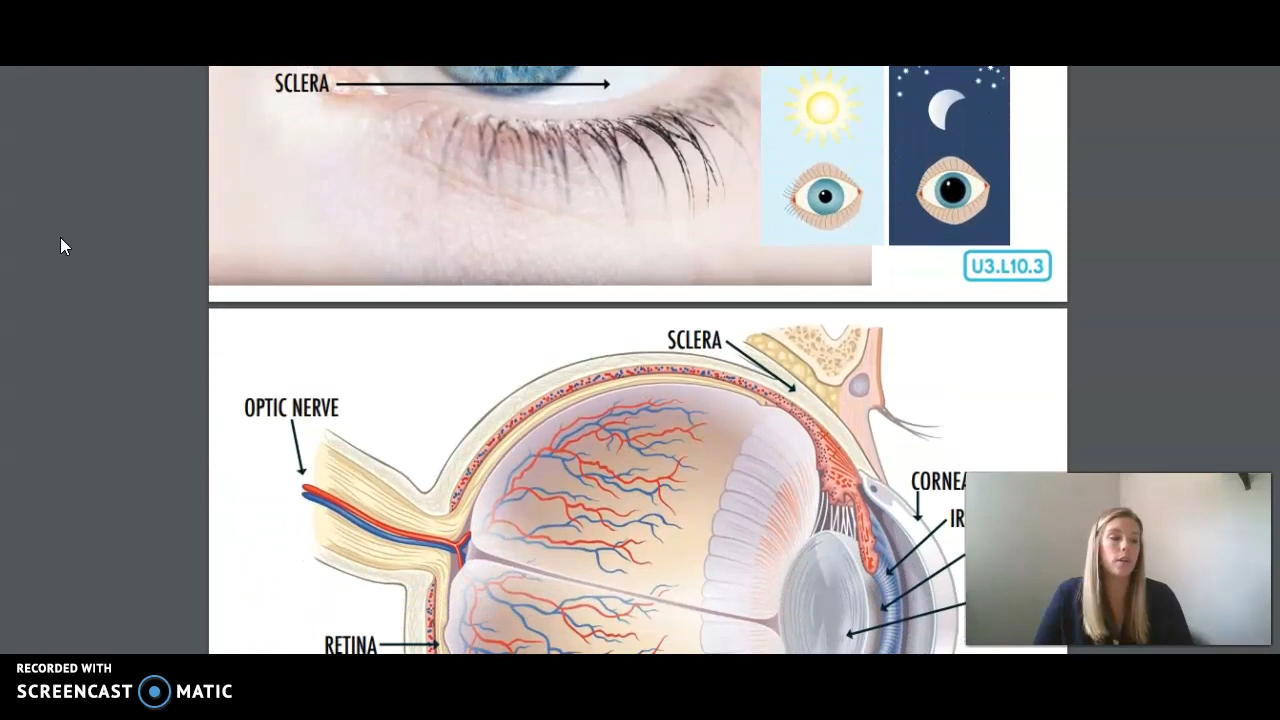 SCLERA
U3.L10.3
SCLERA
OPTIC NERVE
CORNEA
RETINA
RECORDED WITH
SCREENCAST MATIC